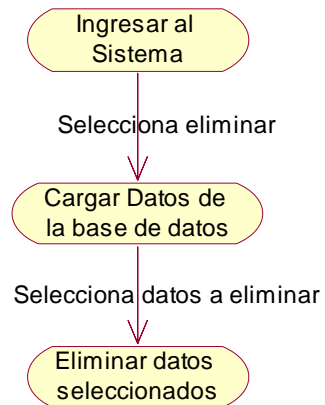 Ingresar al
Sistema
Selecciona eliminar
Cargar Datos de
la base de datos
Selecciona datos a eliminar
Eliminar datos
seleccionados